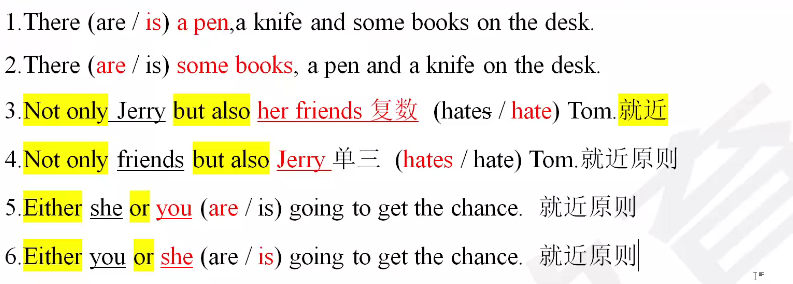 1.There (are / is) a pen,a knife and some books on the desk.
2.There (are / is) some books, a pen and a knife on the desk.
3.Not only Jerry but also her friends 复数 (hates / hate) Tom.就近
4.Not only friends but also Jerry 单三 (hates / hate) Tom.就近原则
5.Either she or you (are / is) going to get the chance. 就近原则
6.Either you or she (are / is) going to get the chance. 就近原则